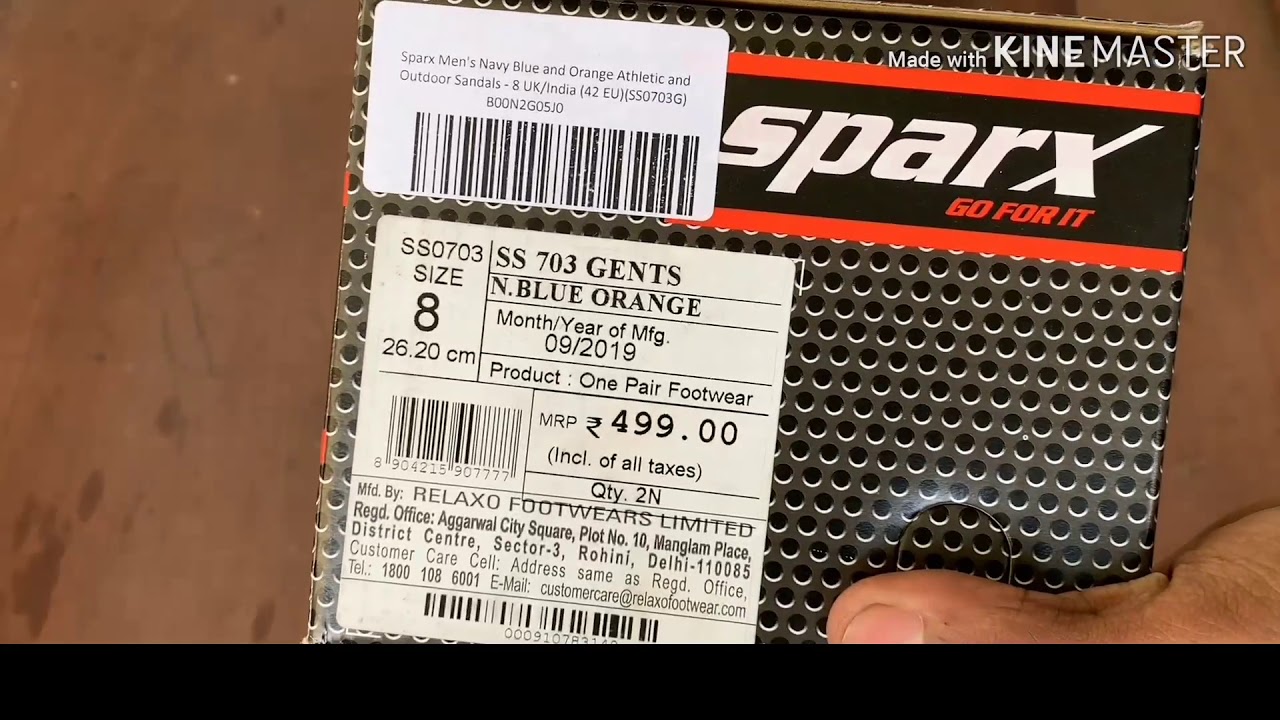 Made with KINEMASTER
Sparx Men's Navy Blue and Orange Athletic and
Outdoor Sandals - 8 UK/India (42 EU)(SS0703G)
B00N2G05J0
sparx
GO FOR IT
SS0703
SIZE
8
26.20 cm
SS 703 GENTS
N.BLUE ORANGE
Month/Year of Mfg.
09/2019
Product : One Pair Footwear
8 904215 907777
MRP ₹ 499.00
(Incl. of all taxes)
Qty. 2N
Mfd. By: RELAXO FOOTWEARS LIMITED
Regd. Office: Aggarwal City Square, Plot No. 10, Manglam Place,
District Centre, Sector-3, Rohini, Delhi-110085
Customer Care Cell: Address same as Regd. Office,
Tel.: 1800 108 6001 E-Mail: customercare@relaxofootwear.com